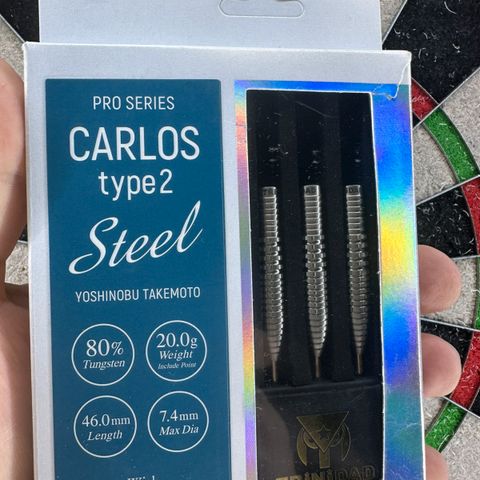 PRO SERIES
CARLOS
type2
Steel
YOSHINOBU TAKEMOTO
80%
Tungsten
20.0g
Weight
Include Point
46.0mm
Length
7.4mm
Max Dia
TRiNiDAD